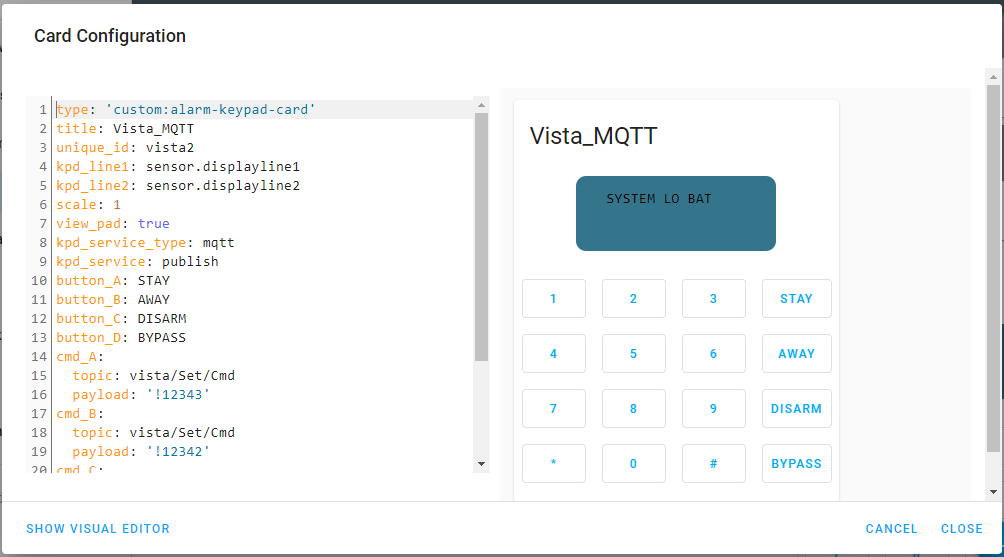 Card Configuration
1 type: 'custom:alarm-keypad-card'
2 title: Vista_MQTT
3 unique_id: vista2
4 kpd_line1: sensor.displayline1
5 kpd_line2: sensor.displayline2
6 scale: 1
7 view_pad: true
8 kpd_service_type: mqtt
9 kpd_service: publish
10 button_A: STAY
11 button_B: AWAY
12 button_C: DISARM
13 button_D: BYPASS
14 cmd_A:
15   topic: vista/Set/Cmd
16   payload: '!12343'
17 cmd_B:
18   topic: vista/Set/Cmd
19   payload: '!12342'
20 cmd_C:
Vista_MQTT
SYSTEM LO BAT
1 2 3 STAY
4 5 6 AWAY
7 8 9 DISARM
* 0 # BYPASS
SHOW VISUAL EDITOR
CANCEL CLOSE